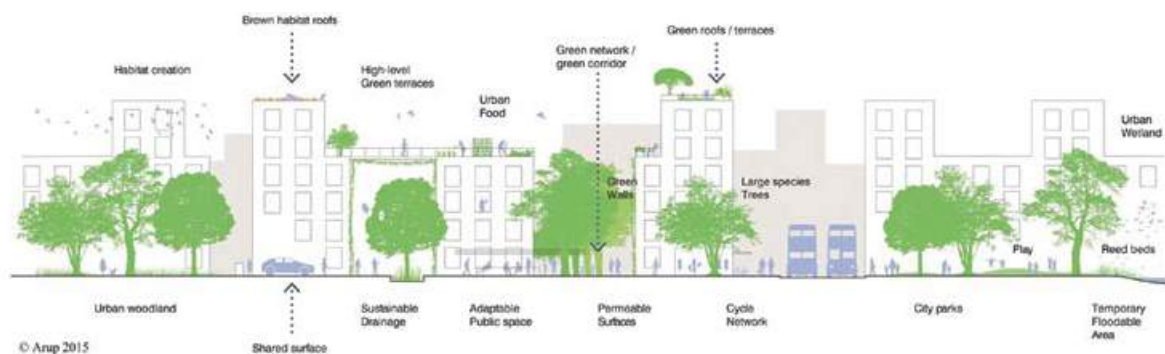 Brown habitat roofs
Green roofs / terraces
Green network /
green corridor
Habitat creation
High-level
Green terraces
Urban
Food
Urban
Wetland
Green
Walls
Large species
Trees
Play
Reed beds
Urban woodland
Sustainable
Drainage
Adaptable
Public space
Permeable
Surfaces
Cycle
Network
City parks
Temporary
Floodable
Area
Shared surface
© Arup 2015